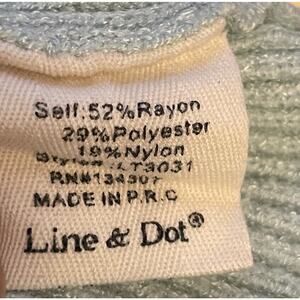 Self:52%Rayon
29%Polyester
19%Nylon
LT3031
RN#134307
MADE IN P.R.C
Line & Dot®